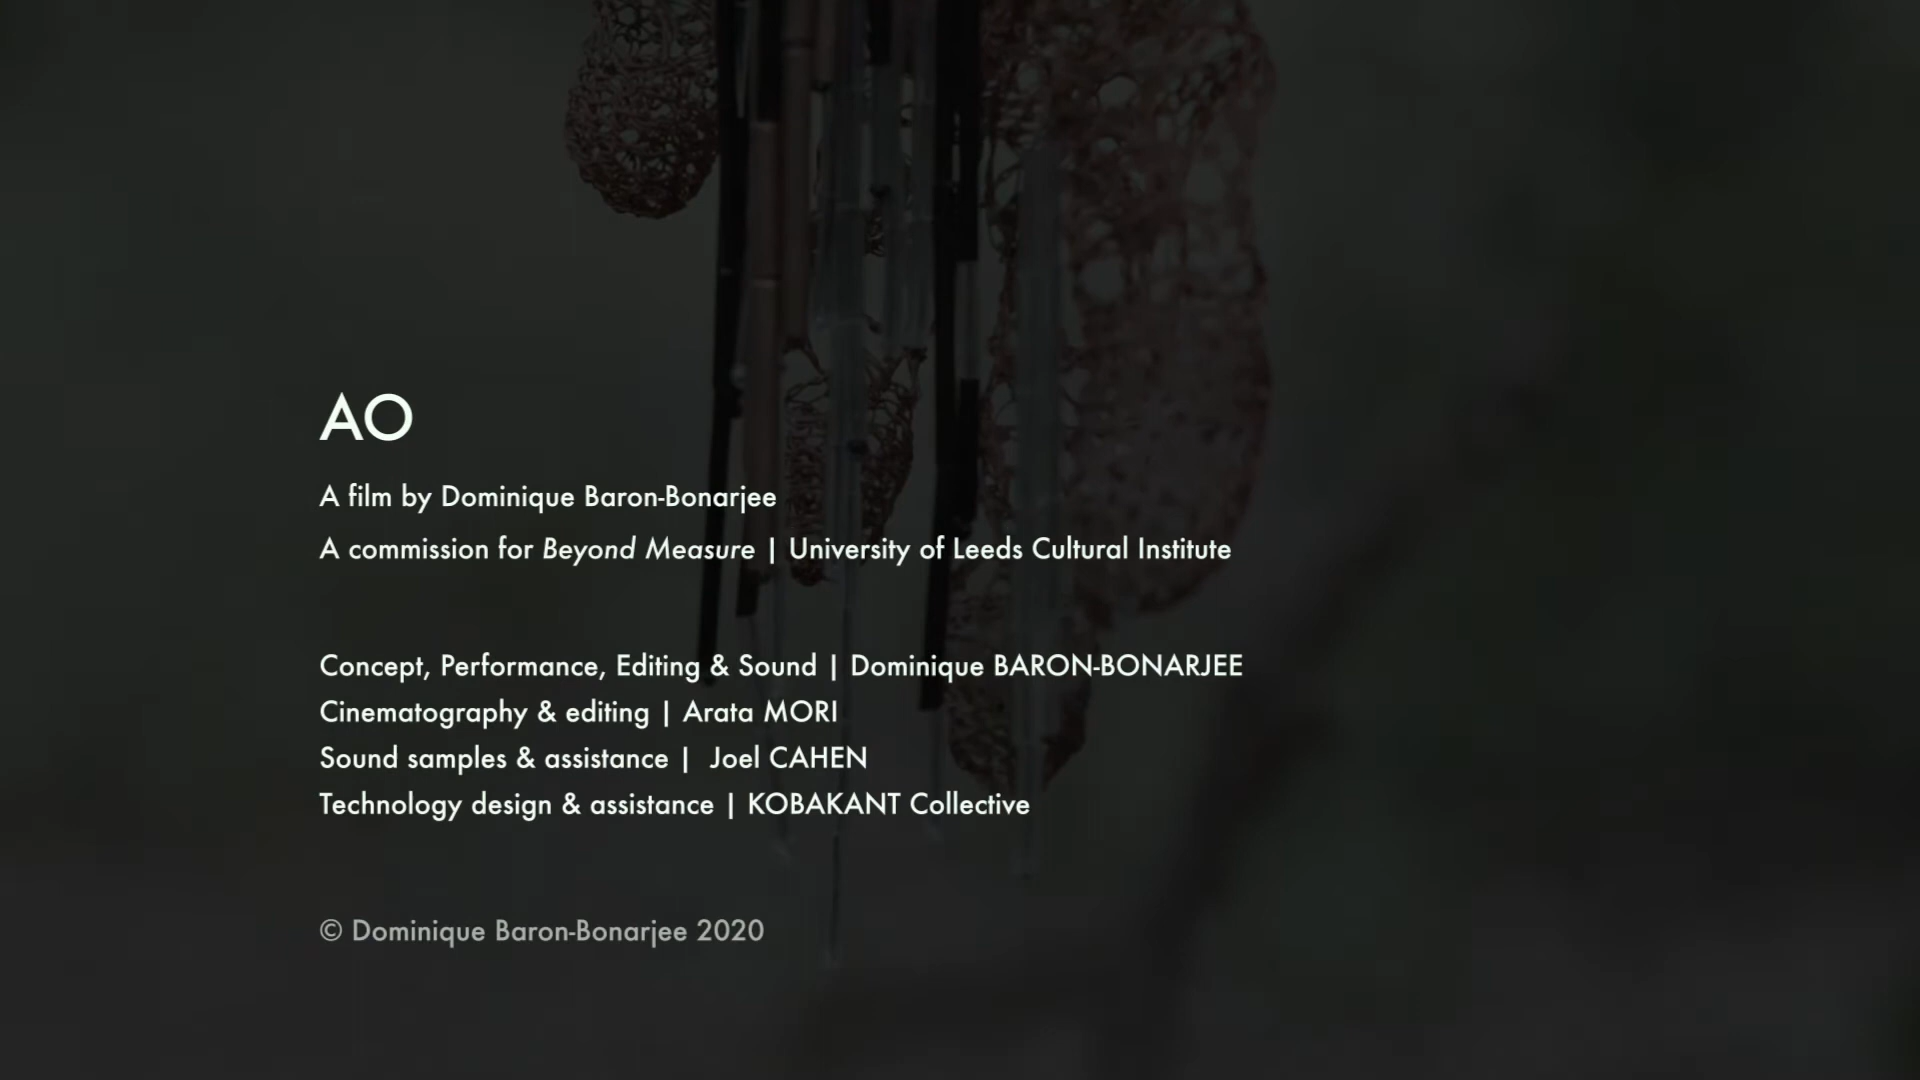 AO
A film by Dominique Baron-Bonarjee
A commission for Beyond Measure | University of Leeds Cultural Institute
Concept, Performance, Editing & Sound | Dominique BARON-BONARJEE
Cinematography & editing | Arata MORI
Sound samples & assistance | Joel CAHEN
Technology design & assistance | KOBAKANT Collective
© Dominique Baron-Bonarjee 2020